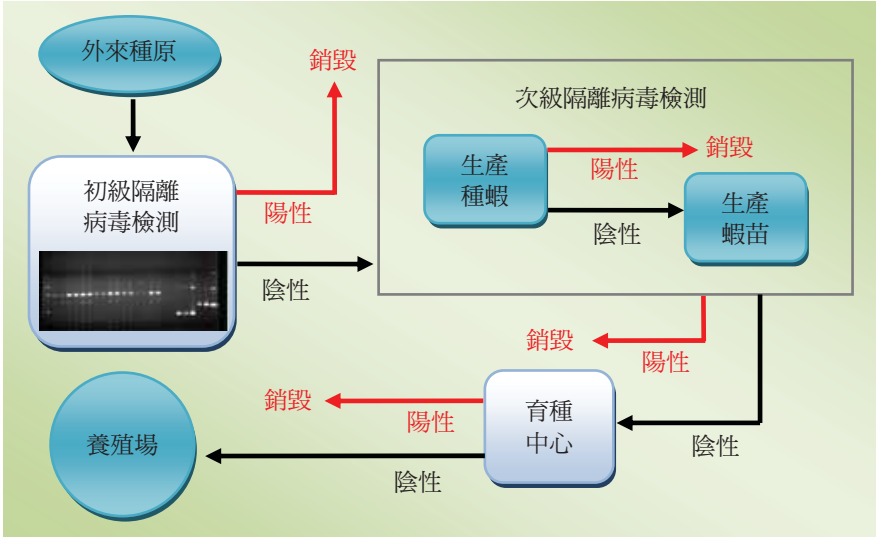 外來種原
銷毀
次級隔離病毒檢測
初級隔離
病毒檢測
陽性
陰性
生產
種蝦
陽性
銷毀
陰性
生產
蝦苗
銷毀
陽性
陰性
銷毀
陽性
育種
中心
養殖場
陰性